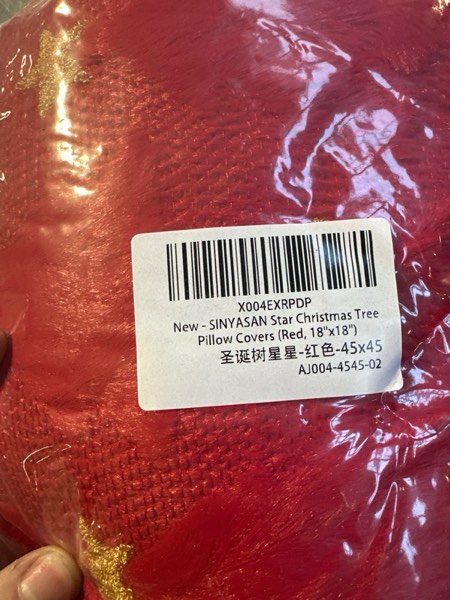 X004EXRPDP
New - SINYASAN Star Christmas Tree
Pillow Covers (Red, 18"x18")
圣诞树星星-红色-45x45
AJ004-4545-02